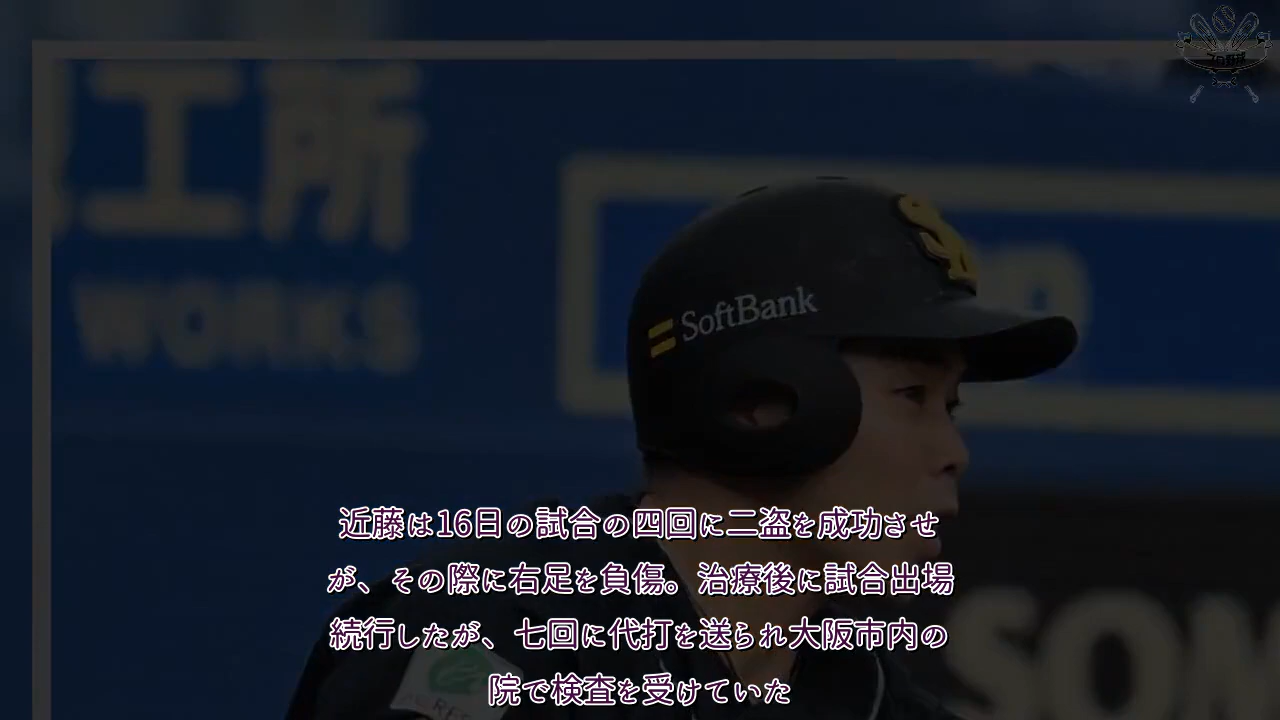 工所
WORKS
SoftBank
近藤は16日の試合の四回に二盗を成功させ
が、その際に右足を負傷。治療後に試合出場
続行したが、七回に代打を送られ大阪市内の
院で検査を受けていた
SOM